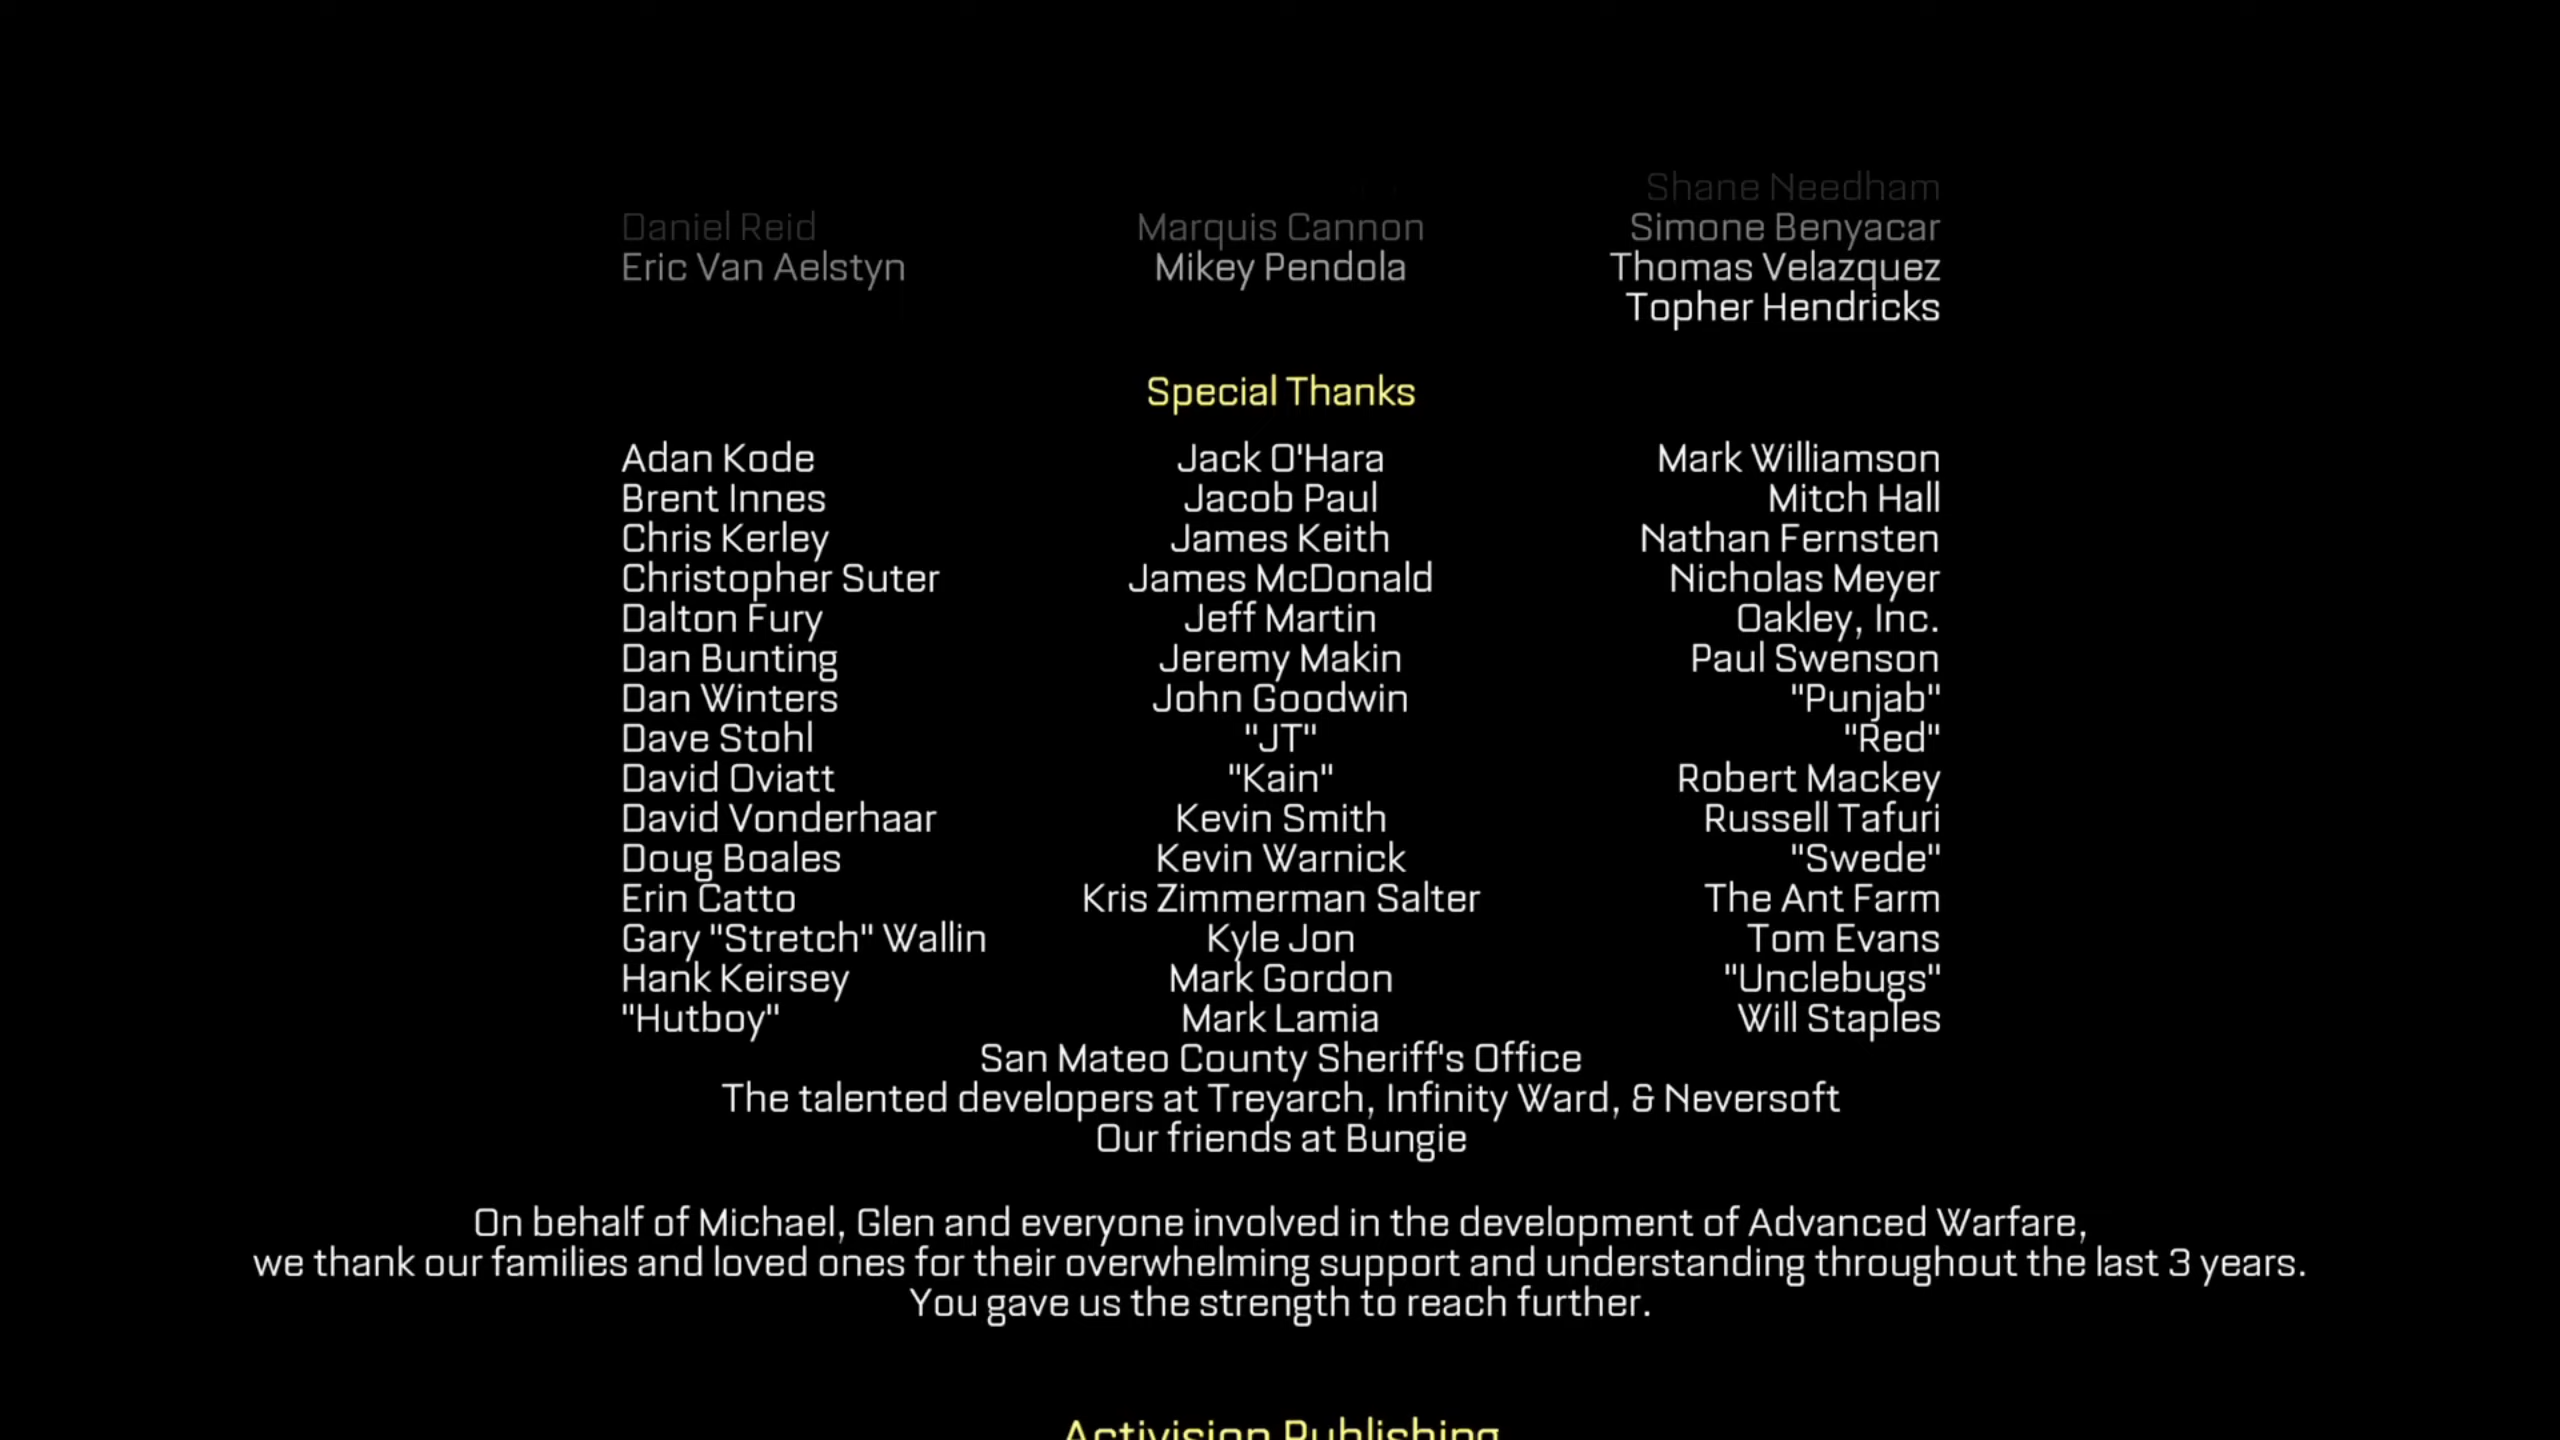 Shane Needham
Daniel Reid Marquis Cannon Simone Benyacar
Eric Van Aelstyn Mikey Pendola Thomas Velazquez
Topher Hendricks
Special Thanks
Adan Kode Jack O'Hara Mark Williamson
Brent Innes Jacob Paul Mitch Hall
Chris Kerley James Keith Nathan Fernsten
Christopher Suter James McDonald Nicholas Meyer
Dalton Fury Jeff Martin Oakley, Inc.
Dan Bunting Jeremy Makin Paul Swenson
Dan Winters John Goodwin "Punjab"
Dave Stohl "JT" "Red"
David Oviatt "Kain" Robert Mackey
David Vonderhaar Kevin Smith Russell Tafuri
Doug Boales Kevin Warnick "Swede"
Erin Catto Kris Zimmerman Salter The Ant Farm
Gary "Stretch" Wallin Kyle Jon Tom Evans
Hank Keirsey Mark Gordon "Unclebugs"
"Hutboy" Mark Lamia Will Staples
San Mateo County Sheriff's Office
The talented developers at Treyarch, Infinity Ward, & Neversoft
Our friends at Bungie
On behalf of Michael, Glen and everyone involved in the development of Advanced Warfare,
we thank our families and loved ones for their overwhelming support and understanding throughout the last 3 years.
You gave us the strength to reach further.
Activision Publishing